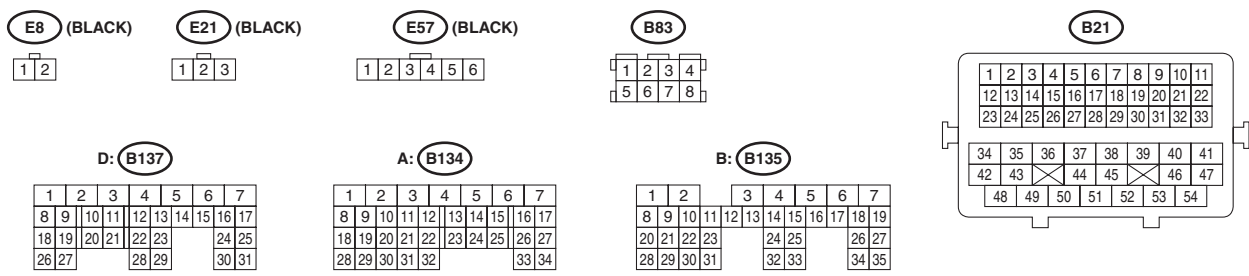 E8 (BLACK)
1 2
E21 (BLACK)
1 2 3
E57 (BLACK)
1 2 3 4 5 6
B83
1 2 3 4
5 6 7 8
B21
1 2 3 4 5 6 7 8 9 10 11
12 13 14 15 16 17 18 19 20 21 22
23 24 25 26 27 28 29 30 31 32 33
34 35 36 37 38 39 40 41
42 43 44 45 46 47
48 49 50 51 52 53 54
D: B137
1 2 3 4 5 6 7
8 9 10 11 12 13 14 15 16 17
18 19 20 21 22 23 24 25
26 27 28 29 30 31
A: B134
1 2 3 4 5 6 7
8 9 10 11 12 13 14 15 16 17
18 19 20 21 22 23 24 25 26 27
28 29 30 31 32 33 34
B: B135
1 2 3 4 5 6 7
8 9 10 11 12 13 14 15 16 17 18 19
20 21 22 23 24 25 26 27
28 29 30 31 32 33 34 35